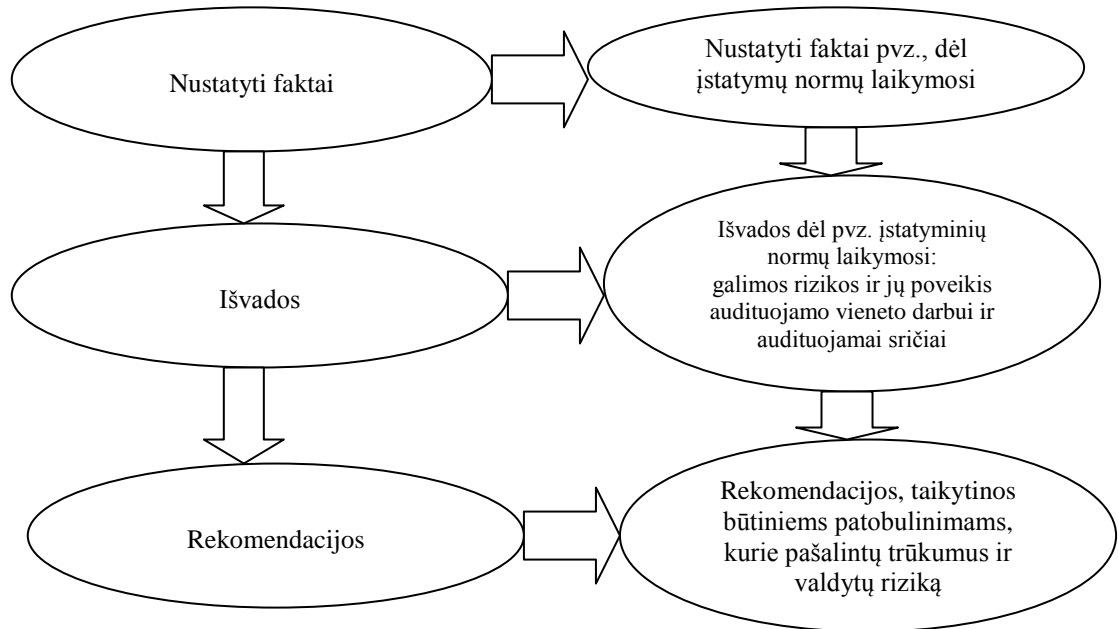 Nustatyti faktai
Nustatyti faktai pvz., dėl
įstatymų normų laikymosi
Išvados
Išvados dėl pvz. įstatyminių
normų laikymosi:
galimos rizikos ir jų poveikis
audituojamo vieneto darbui ir
audituojamai sričiai
Rekomendacijos
Rekomendacijos, taikytinos
būtiniems patobulinimams,
kurie pašalintų trūkumus ir
valdytų riziką